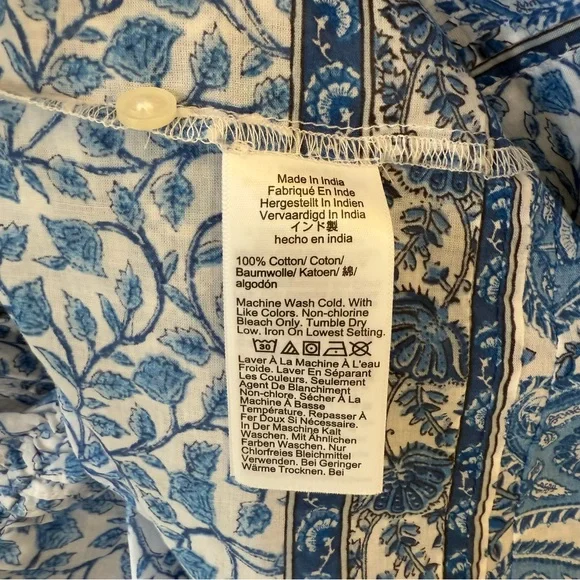 Made In India
Fabriqué En Inde
Hergestellt In Indien
Vervaardigd In India
インド製
hecho en india
100% Cotton/ Coton/
Baumwolle/ Katoen/ 綿/
algodón
Machine Wash Cold. With
Like Colors. Non-chlorine
Bleach Only. Tumble Dry
Low. Iron On Lowest Setting.
30
Laver À La Machine À L'eau
Froide. Laver En Séparant
Les Couleurs. Seulement
Agent De Blanchiment
Non-chlore. Sécher À La
Machine À Basse
Température. Repasser À
Fer Doux Si Nécessaire.
In Der Maschine Kalt
Waschen. Mit Ähnlichen
Farben Waschen. Nur
Chlorfreies Bleichmittel
Verwenden. Bei Geringer
Wärme Trocknen. Bei